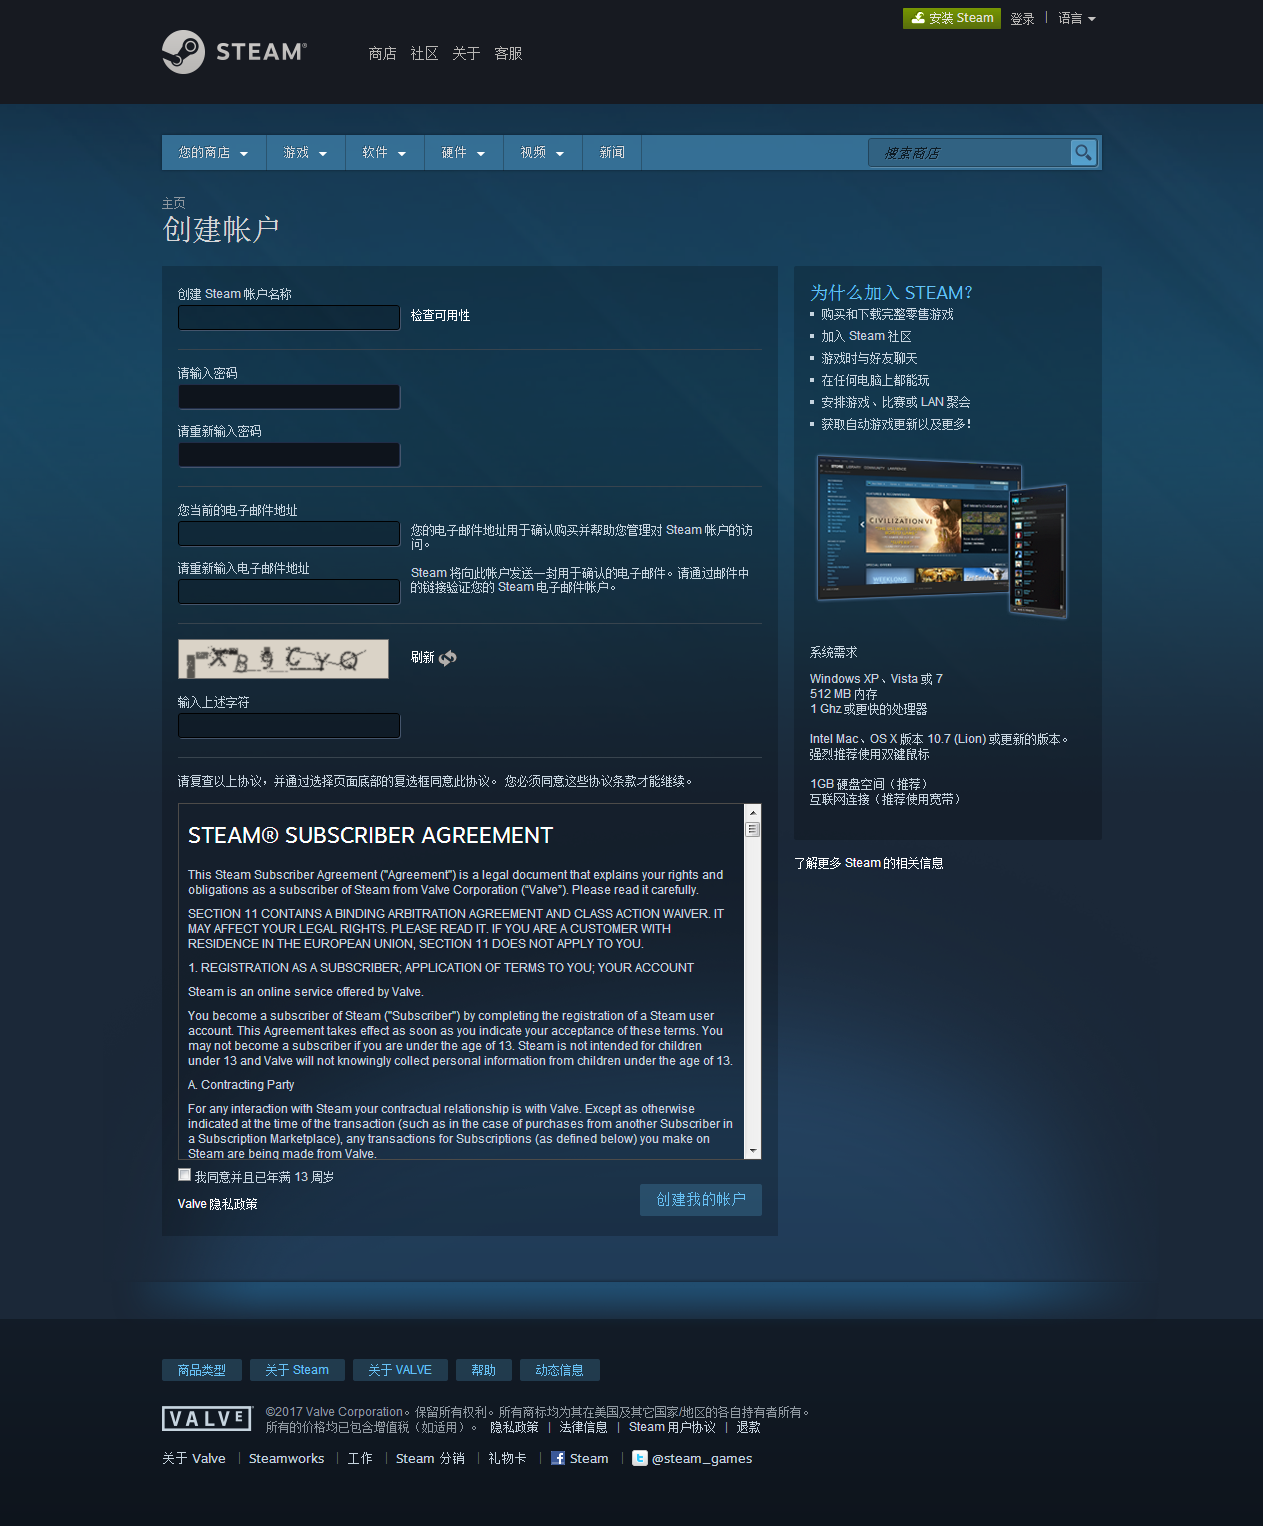 安装 Steam
登录 | 语言
STEAM®
商店 社区 关于 客服
您的商店 游戏 软件 硬件 视频 新闻
搜索商店
主页
创建帐户
创建 Steam 帐户名称
检查可用性
请输入密码
请重新输入密码
您当前的电子邮件地址
您的电子邮件地址用于确认购买并帮助您管理对 Steam 帐户的访
问。
请重新输入电子邮件地址
Steam 将向此帐户发送一封用于确认的电子邮件。请通过邮件中
的链接验证您的 Steam 电子邮件帐户。
刷新
输入上述字符
请复查以上协议，并通过选择页面底部的复选框同意此协议。 您必须同意这些协议条款才能继续。
STEAM® SUBSCRIBER AGREEMENT
This Steam Subscriber Agreement ("Agreement") is a legal document that explains your rights and
obligations as a subscriber of Steam from Valve Corporation (“Valve”). Please read it carefully.
SECTION 11 CONTAINS A BINDING ARBITRATION AGREEMENT AND CLASS ACTION WAIVER. IT
MAY AFFECT YOUR LEGAL RIGHTS. PLEASE READ IT. IF YOU ARE A CUSTOMER WITH
RESIDENCE IN THE EUROPEAN UNION, SECTION 11 DOES NOT APPLY TO YOU.
1. REGISTRATION AS A SUBSCRIBER; APPLICATION OF TERMS TO YOU; YOUR ACCOUNT
Steam is an online service offered by Valve.
You become a subscriber of Steam ("Subscriber") by completing the registration of a Steam user
account. This Agreement takes effect as soon as you indicate your acceptance of these terms. You
may not become a subscriber if you are under the age of 13. Steam is not intended for children
under 13 and Valve will not knowingly collect personal information from children under the age of 13.
A. Contracting Party
For any interaction with Steam your contractual relationship is with Valve. Except as otherwise
indicated at the time of the transaction (such as in the case of purchases from another Subscriber in
a Subscription Marketplace), any transactions for Subscriptions (as defined below) you make on
Steam are being made from Valve.
我同意并且已年满 13 周岁
Valve 隐私政策
创建我的帐户
为什么加入 STEAM？
购买和下载完整零售游戏
加入 Steam 社区
游戏时与好友聊天
在任何电脑上都能玩
安排游戏、比赛或 LAN 聚会
获取自动游戏更新以及更多！
CIVILIZATION VI
系统需求
Windows XP、Vista 或 7
512 MB 内存
1 Ghz 或更快的处理器
Intel Mac、OS X 版本 10.7 (Lion) 或更新的版本。
强烈推荐使用双键鼠标
1GB 硬盘空间（推荐）
互联网连接（推荐使用宽带）
了解更多 Steam 的相关信息
商品类型 关于 Steam 关于 VALVE 帮助 动态信息
VALVE
©2017 Valve Corporation。保留所有权利。所有商标均为其在美国及其它国家/地区的各自持有者所有。
所有的价格均已包含增值税（如适用）。 隐私政策 | 法律信息 | Steam 用户协议 | 退款
关于 Valve | Steamworks | 工作 | Steam 分销 | 礼物卡 | Steam | @steam_games